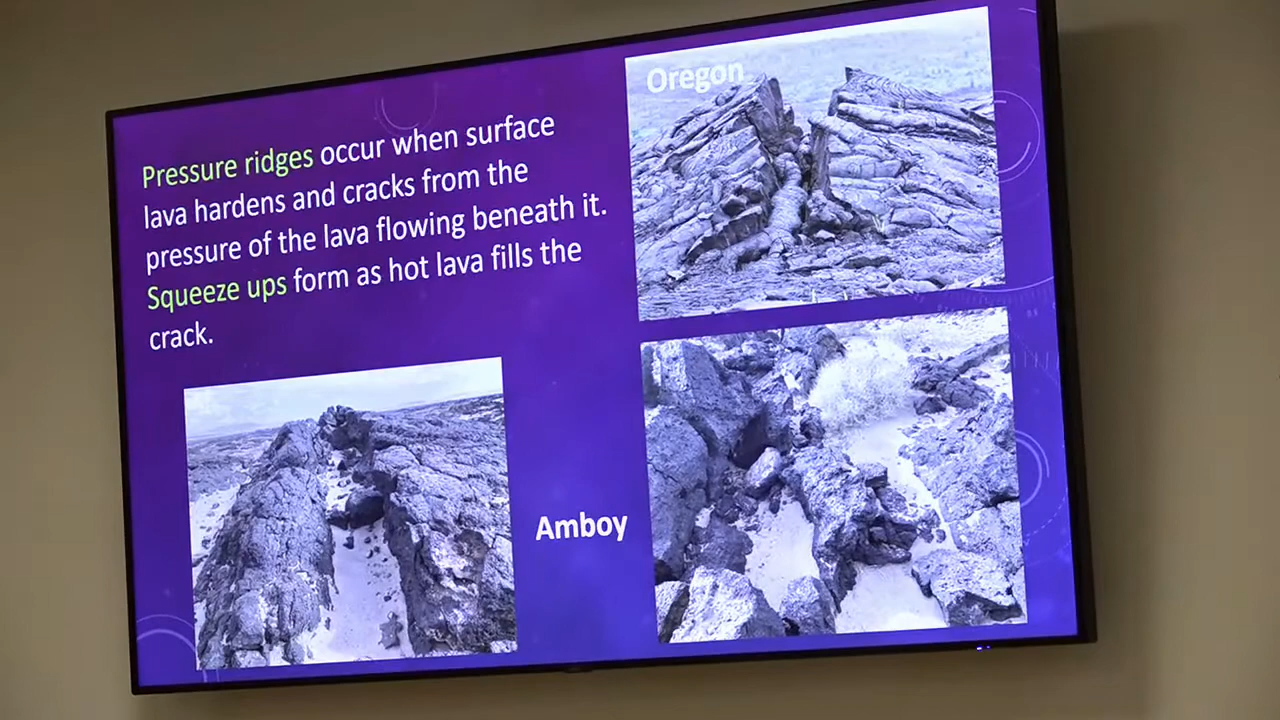 Pressure ridges occur when surface
lava hardens and cracks from the
pressure of the lava flowing beneath it.
Squeeze ups form as hot lava fills the
crack.
Oregon
Amboy